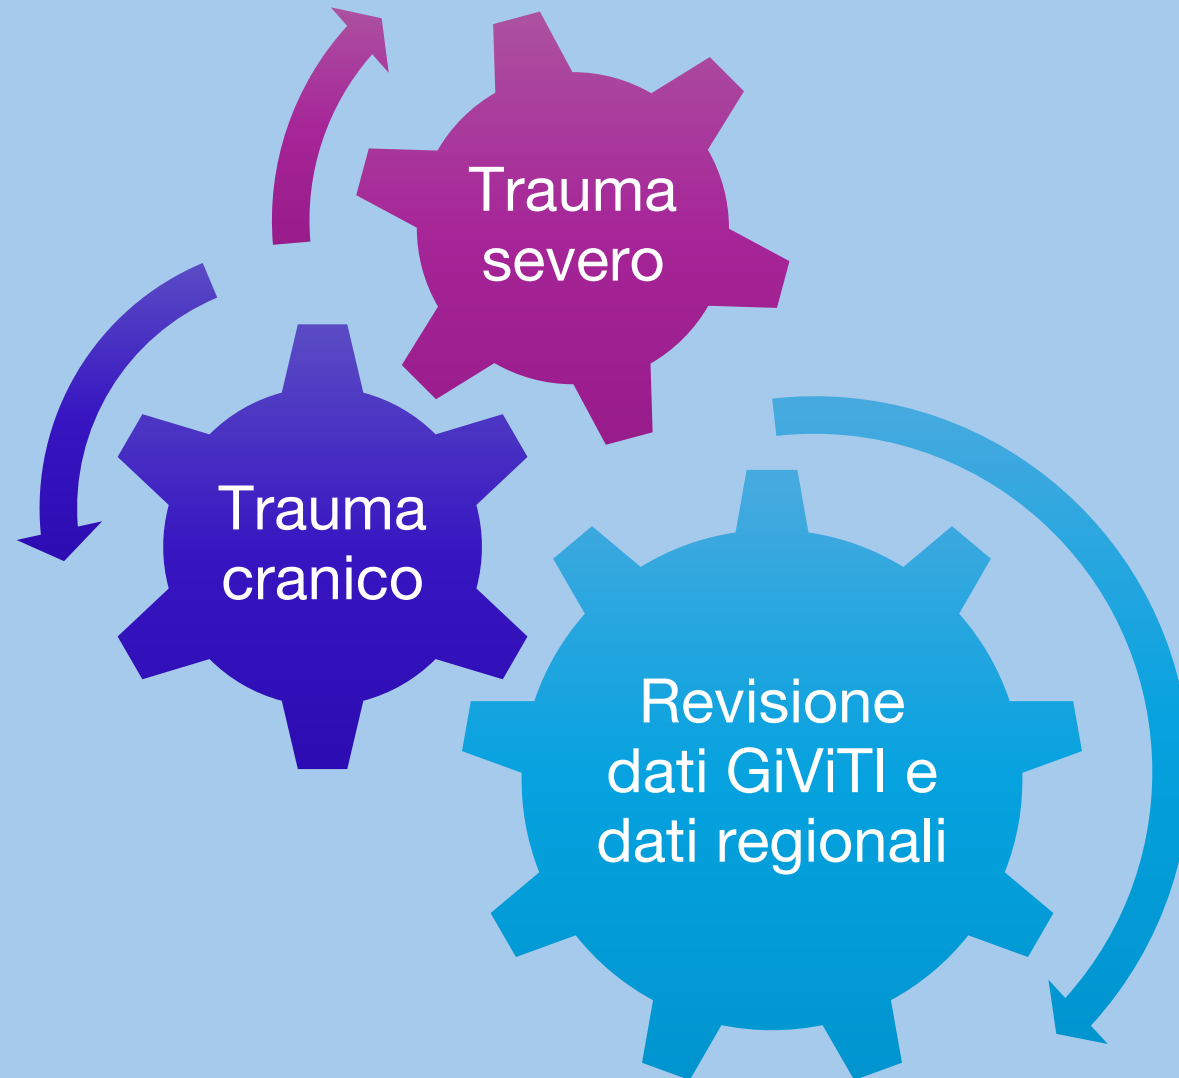 Trauma
severo
Trauma
cranico
Revisione
dati GiViTI e
dati regionali